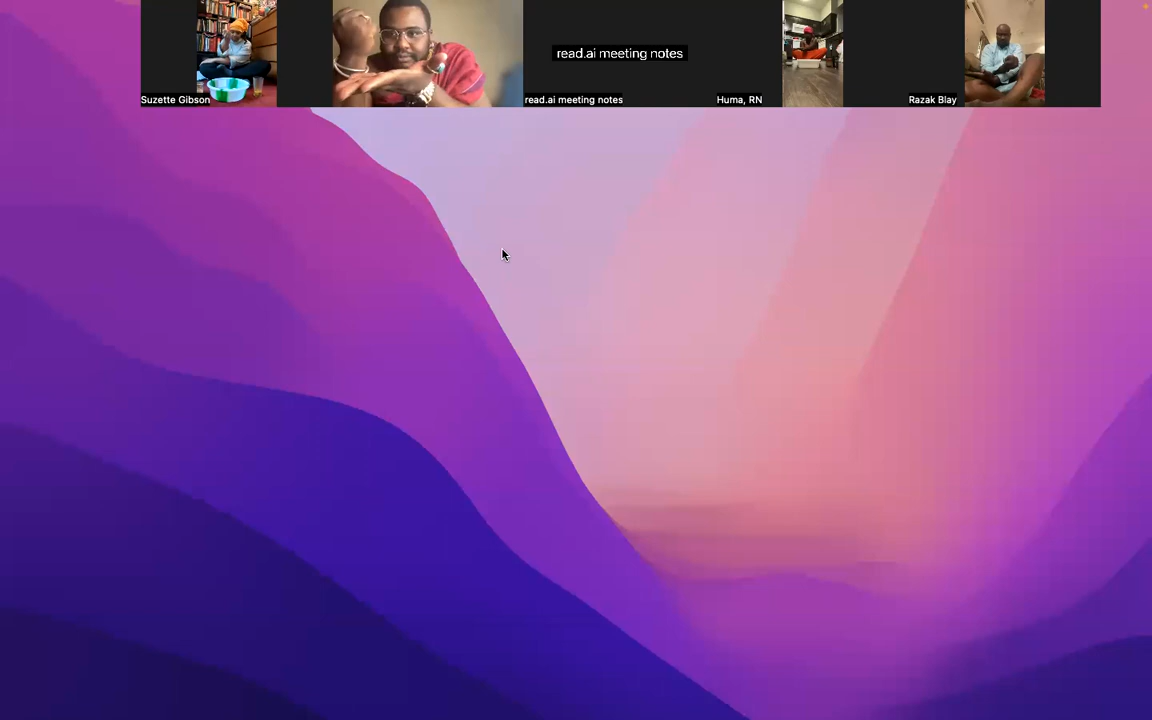 read.ai meeting notes
Suzette Gibson
read.ai meeting notes
Huma, RN
Razak Blay